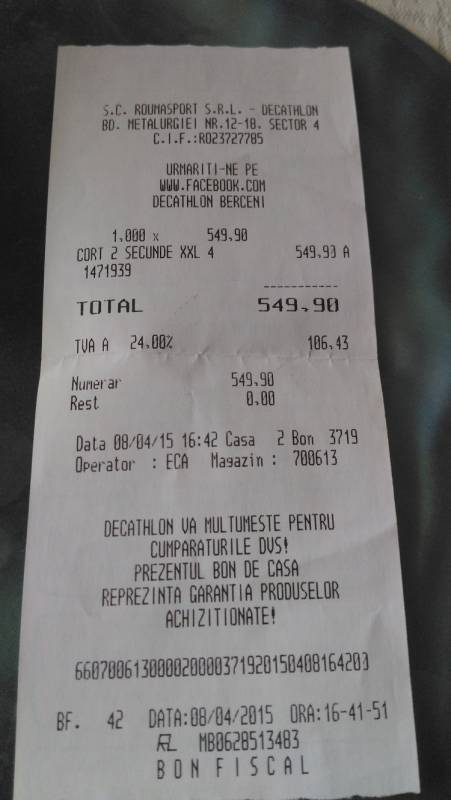 S.C. ROUMASPORT S.R.L. - DECATHLON
BD. METALURGIEI NR.12-18. SECTOR 4
C.I.F.:RO23727785
URMARITI-NE PE
WWW.FACEBOOK.COM
DECATHLON BERCENI
1,000 x 549,90
CORT 2 SECUNDE XXL 4 549,90 A
1471939
-----------
TOTAL 549,90
TVA A 24.00% 106,43
Numerar 549,90
Rest 0,00
Data 08/04/15 16:42 Casa 2 Bon 3719
Operator : ECA Magazin : 700613
DECATHLON VA MULTUMESTE PENTRU
CUMPARATURILE DVS!
PREZENTUL BON DE CASA
REPREZINTA GARANTIA PRODUSELOR
ACHIZITIONATE!
660700613000020000371920150408164203
BF. 42 DATA:08/04/2015 ORA:16-41-51
MB0628513483
BON FISCAL